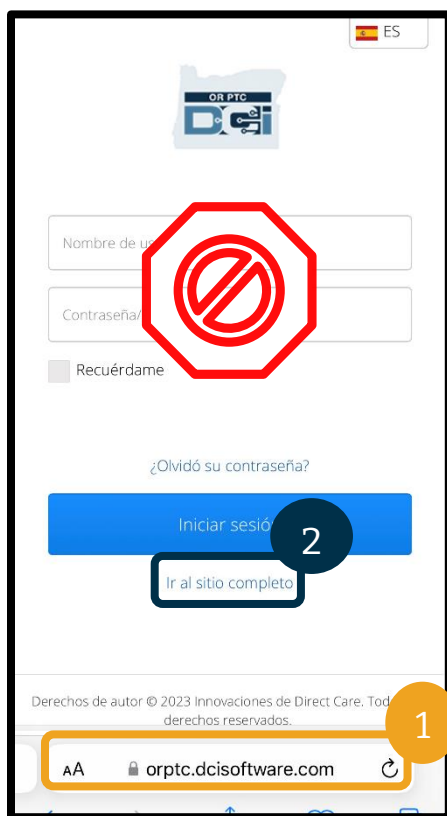 ES
OR PTC
DCi
Nombre de us
Contraseña/
Recuérdame
¿Olvidó su contraseña?
Iniciar sesió
2
Ir al sitio completo
Derechos de autor © 2023 Innovaciones de Direct Care. Tod
derechos reservados.
1
AA orptc.dcisoftware.com